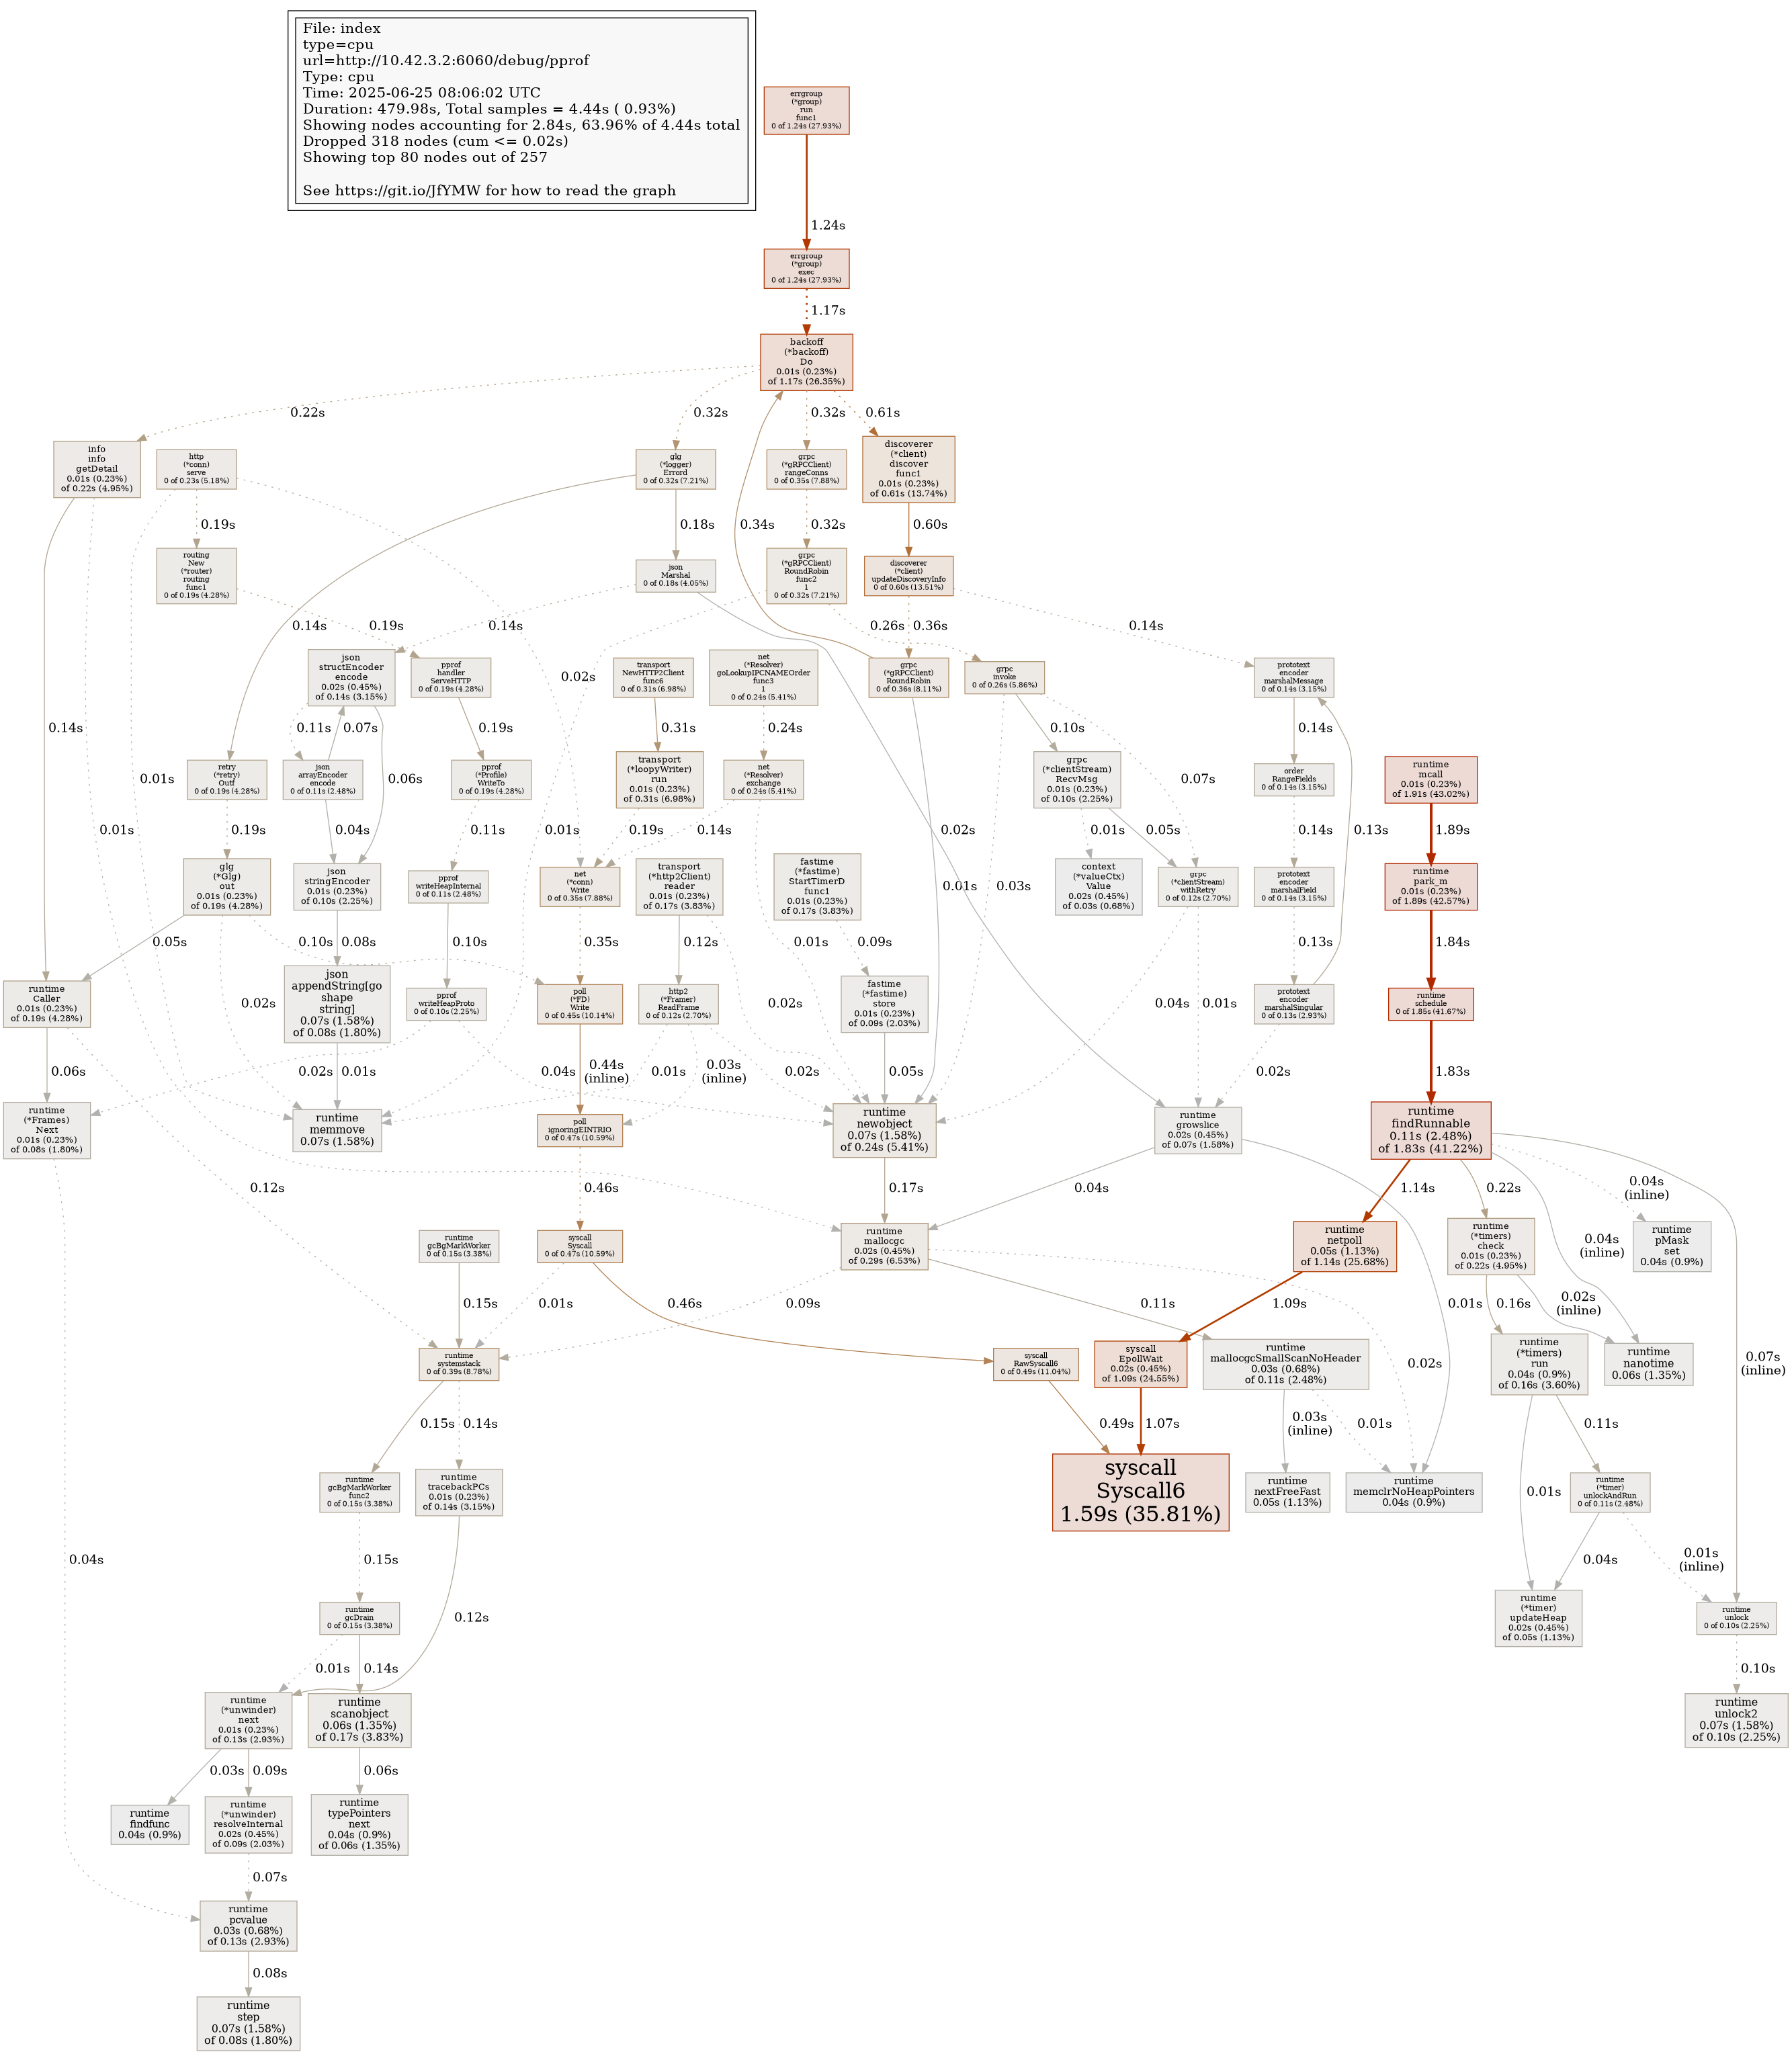 File: index
type=cpu
url=http://10.42.3.2:6060/debug/pprof
Type: cpu
Time: 2025-06-25 08:06:02 UTC
Duration: 479.98s, Total samples = 4.44s ( 0.93%)
Showing nodes accounting for 2.84s, 63.96% of 4.44s total
Dropped 318 nodes (cum <= 0.02s)
Showing top 80 nodes out of 257
See https://git.io/JfYMW for how to read the graph
errgroup
(*group)
run
func1
0 of 1.24s (27.93%)
1.24s
errgroup
(*group)
exec
0 of 1.24s (27.93%)
1.17s
backoff
(*backoff)
Do
0.01s (0.23%)
of 1.17s (26.35%)
0.22s
0.32s
0.32s
0.61s
info
info
getDetail
0.01s (0.23%)
of 0.22s (4.95%)
http
(*conn)
serve
0 of 0.23s (5.18%)
glg
(*logger)
Errord
0 of 0.32s (7.21%)
grpc
(*gRPCClient)
rangeConns
0 of 0.35s (7.88%)
discoverer
(*client)
discover
func1
0.01s (0.23%)
of 0.61s (13.74%)
0.19s
0.18s
0.34s
0.32s
0.60s
routing
New
(*router)
routing
func1
0 of 0.19s (4.28%)
json
Marshal
0 of 0.18s (4.05%)
grpc
(*gRPCClient)
RoundRobin
func2
1
0 of 0.32s (7.21%)
discoverer
(*client)
updateDiscoveryInfo
0 of 0.60s (13.51%)
0.14s
0.19s
0.14s
0.26s
0.36s
0.14s
json
structEncoder
encode
0.02s (0.45%)
of 0.14s (3.15%)
pprof
handler
ServeHTTP
0 of 0.19s (4.28%)
0.02s
transport
NewHTTP2Client
func6
0 of 0.31s (6.98%)
net
(*Resolver)
goLookupIPCNAMEOrder
func3
1
0 of 0.24s (5.41%)
grpc
(*gRPCClient)
RoundRobin
0 of 0.36s (8.11%)
grpc
invoke
0 of 0.26s (5.86%)
prototext
encoder
marshalMessage
0 of 0.14s (3.15%)
0.14s
0.11s
0.07s
0.19s
0.31s
0.24s
0.10s
0.14s
0.01s
retry
(*retry)
Outf
0 of 0.19s (4.28%)
json
arrayEncoder
encode
0 of 0.11s (2.48%)
0.06s
pprof
(*Profile)
WriteTo
0 of 0.19s (4.28%)
transport
(*loopyWriter)
run
0.01s (0.23%)
of 0.31s (6.98%)
net
(*Resolver)
exchange
0 of 0.24s (5.41%)
grpc
(*clientStream)
RecvMsg
0.01s (0.23%)
of 0.10s (2.25%)
0.07s
order
RangeFields
0 of 0.14s (3.15%)
runtime
mcall
0.01s (0.23%)
of 1.91s (43.02%)
0.01s
0.19s
0.04s
0.11s
0.01s
0.19s
0.14s
0.02s
0.01s
0.05s
0.14s
0.13s
1.89s
glg
(*Glg)
out
0.01s (0.23%)
of 0.19s (4.28%)
json
stringEncoder
0.01s (0.23%)
of 0.10s (2.25%)
pprof
writeHeapInternal
0 of 0.11s (2.48%)
net
(*conn)
Write
0 of 0.35s (7.88%)
transport
(*http2Client)
reader
0.01s (0.23%)
of 0.17s (3.83%)
fastime
(*fastime)
StartTimerD
func1
0.01s (0.23%)
of 0.17s (3.83%)
0.01s
0.03s
context
(*valueCtx)
Value
0.02s (0.45%)
of 0.03s (0.68%)
grpc
(*clientStream)
withRetry
0 of 0.12s (2.70%)
prototext
encoder
marshalField
0 of 0.14s (3.15%)
runtime
park_m
0.01s (0.23%)
of 1.89s (42.57%)
0.05s
0.10s
0.08s
0.10s
0.35s
0.12s
0.01s
0.09s
0.13s
1.84s
runtime
Caller
0.01s (0.23%)
of 0.19s (4.28%)
0.02s
json
appendString[go
shape
string]
0.07s (1.58%)
of 0.08s (1.80%)
pprof
writeHeapProto
0 of 0.10s (2.25%)
poll
(*FD)
Write
0 of 0.45s (10.14%)
http2
(*Framer)
ReadFrame
0 of 0.12s (2.70%)
0.02s
fastime
(*fastime)
store
0.01s (0.23%)
of 0.09s (2.03%)
0.04s
0.01s
prototext
encoder
marshalSingular
0 of 0.13s (2.93%)
runtime
schedule
0 of 1.85s (41.67%)
0.06s
0.02s
0.01s
0.04s
0.44s
(inline)
0.01s
0.03s
(inline)
0.02s
0.05s
0.02s
1.83s
runtime
(*Frames)
Next
0.01s (0.23%)
of 0.08s (1.80%)
runtime
memmove
0.07s (1.58%)
poll
ignoringEINTRIO
0 of 0.47s (10.59%)
runtime
newobject
0.07s (1.58%)
of 0.24s (5.41%)
runtime
growslice
0.02s (0.45%)
of 0.07s (1.58%)
runtime
findRunnable
0.11s (2.48%)
of 1.83s (41.22%)
0.12s
0.46s
0.17s
0.04s
1.14s
0.22s
0.04s
(inline)
runtime
gcBgMarkWorker
0 of 0.15s (3.38%)
syscall
Syscall
0 of 0.47s (10.59%)
runtime
mallocgc
0.02s (0.45%)
of 0.29s (6.53%)
runtime
netpoll
0.05s (1.13%)
of 1.14s (25.68%)
runtime
(*timers)
check
0.01s (0.23%)
of 0.22s (4.95%)
0.04s
(inline)
runtime
pMask
set
0.04s (0.9%)
0.15s
0.01s
0.46s
0.09s
0.11s
1.09s
0.01s
0.16s
0.02s
(inline)
runtime
systemstack
0 of 0.39s (8.78%)
syscall
RawSyscall6
0 of 0.49s (11.04%)
syscall
EpollWait
0.02s (0.45%)
of 1.09s (24.55%)
runtime
mallocgcSmallScanNoHeader
0.03s (0.68%)
of 0.11s (2.48%)
0.02s
runtime
(*timers)
run
0.04s (0.9%)
of 0.16s (3.60%)
runtime
nanotime
0.06s (1.35%)
0.07s
(inline)
0.15s
0.14s
0.49s
1.07s
0.03s
(inline)
0.01s
0.11s
runtime
gcBgMarkWorker
func2
0 of 0.15s (3.38%)
runtime
tracebackPCs
0.01s (0.23%)
of 0.14s (3.15%)
syscall
Syscall6
1.59s (35.81%)
runtime
nextFreeFast
0.05s (1.13%)
runtime
memclrNoHeapPointers
0.04s (0.9%)
0.01s
runtime
(*timer)
unlockAndRun
0 of 0.11s (2.48%)
0.04s
0.15s
0.04s
0.01s
(inline)
runtime
gcDrain
0 of 0.15s (3.38%)
0.12s
runtime
(*timer)
updateHeap
0.02s (0.45%)
of 0.05s (1.13%)
runtime
unlock
0 of 0.10s (2.25%)
0.01s
0.14s
0.10s
runtime
(*unwinder)
next
0.01s (0.23%)
of 0.13s (2.93%)
runtime
scanobject
0.06s (1.35%)
of 0.17s (3.83%)
runtime
unlock2
0.07s (1.58%)
of 0.10s (2.25%)
0.03s
0.09s
0.06s
runtime
findfunc
0.04s (0.9%)
runtime
(*unwinder)
resolveInternal
0.02s (0.45%)
of 0.09s (2.03%)
runtime
typePointers
next
0.04s (0.9%)
of 0.06s (1.35%)
0.07s
runtime
pcvalue
0.03s (0.68%)
of 0.13s (2.93%)
0.08s
runtime
step
0.07s (1.58%)
of 0.08s (1.80%)